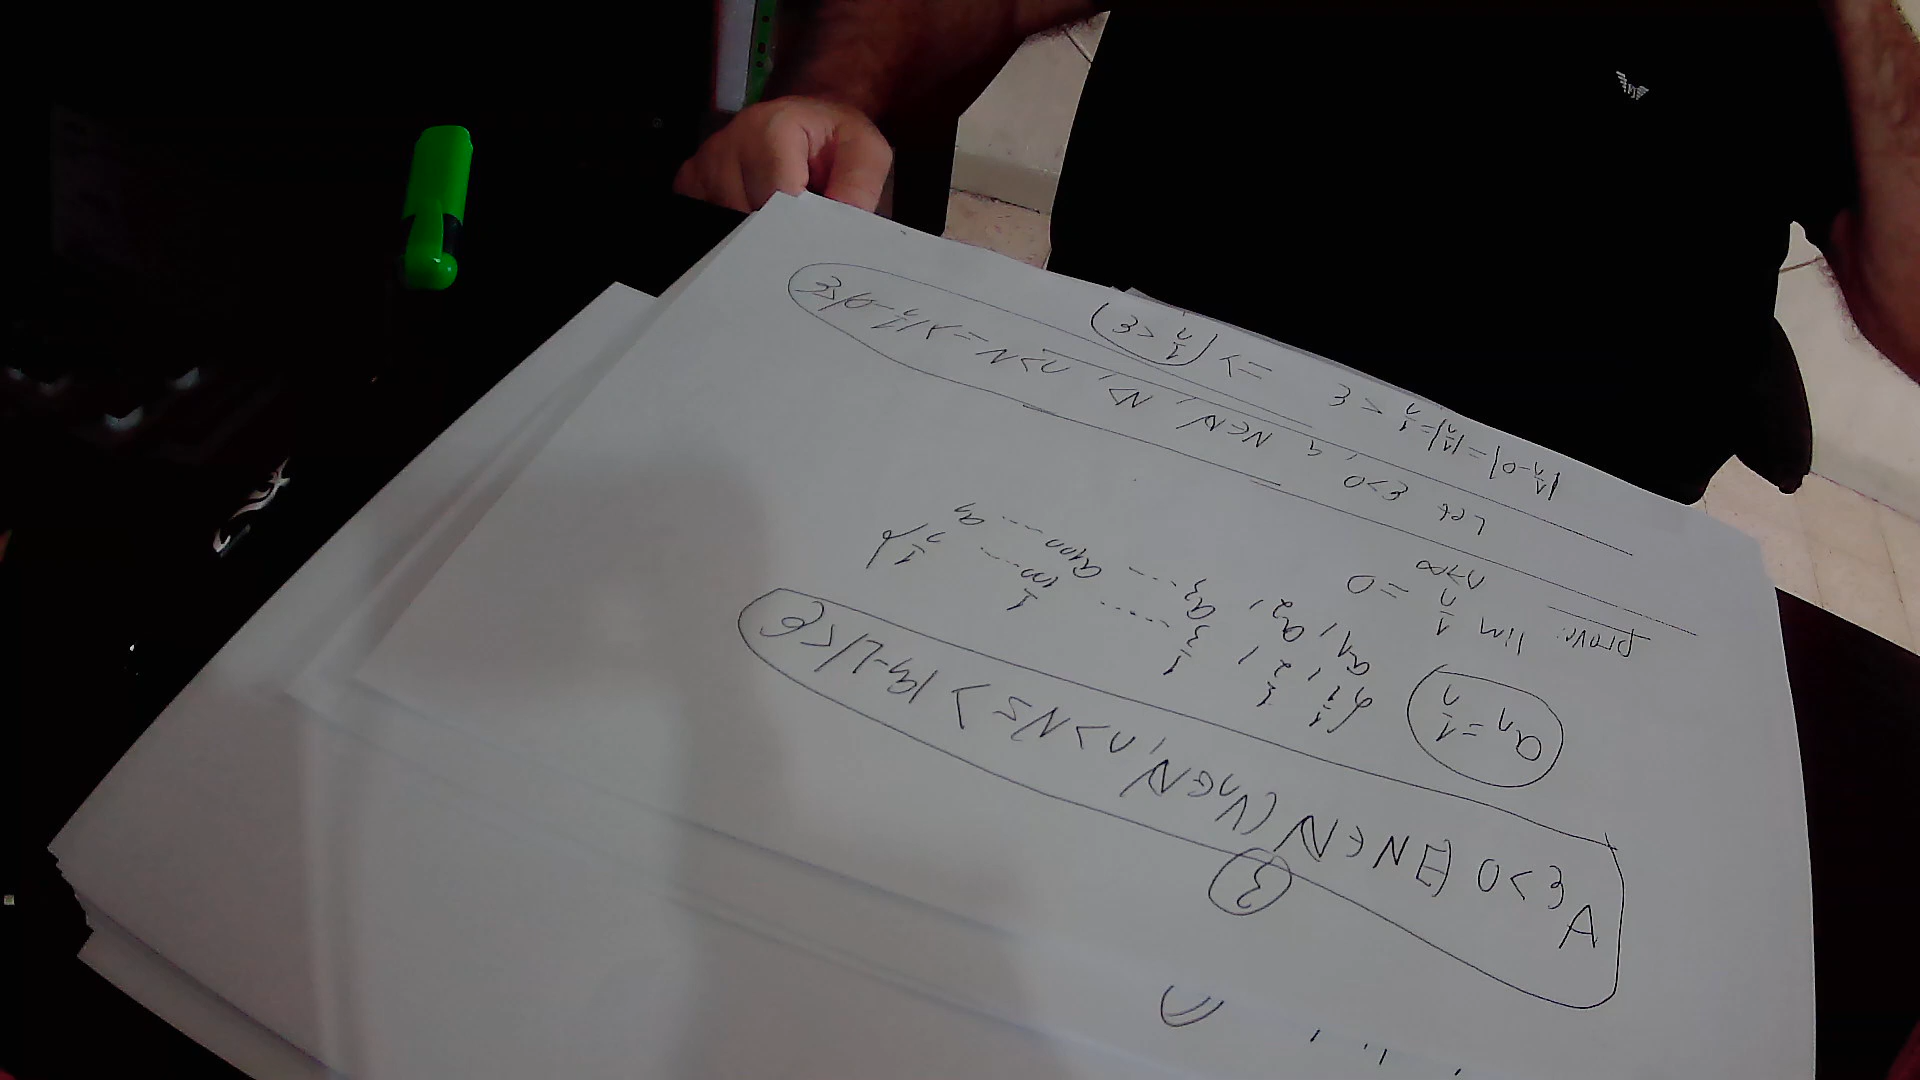 3
∀ε>0 (∃N∈ℕ (∀n∈ℕ, n>N => |an-L|<ε
an=1/n
{1/1, 1/2, 1/3 ...... 1/100 ...... 1/n}
a1, a2, a3 ... a100 ... an
prove: lim n→∞ 1/n = 0
Let ε>0, N∈ℕ, n>N => |1/n-0|<ε
|1/n-0|=|1/n|=1/n<ε => (1/n<ε)